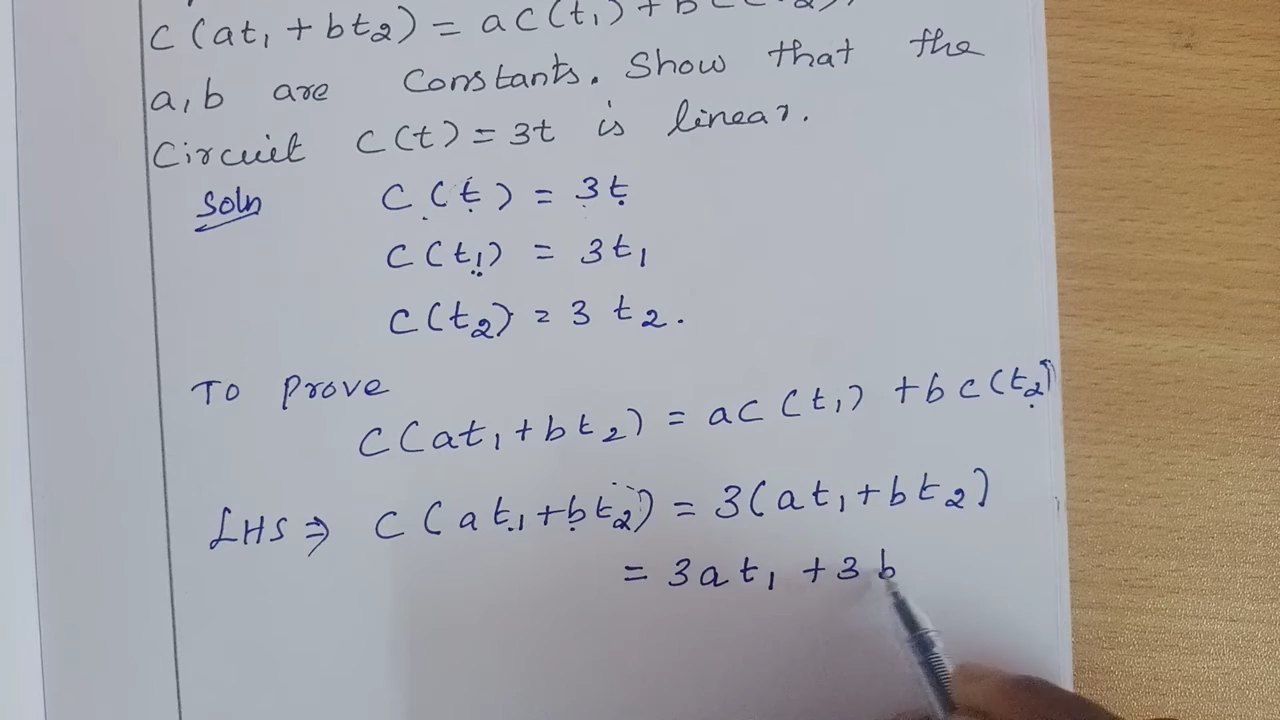 C(at₁ + bt₂) = ac(t₁) + b
a, b are constants. Show that the
Circuit C(t) = 3t is linear.
Soln C(t) = 3t
C(t₁) = 3t₁
C(t₂) = 3t₂.
To prove
C(at₁ + bt₂) = ac(t₁) + bc(t₂)
LHS ⇒ C(at₁ + bt₂) = 3(at₁ + bt₂)
= 3at₁ + 3b